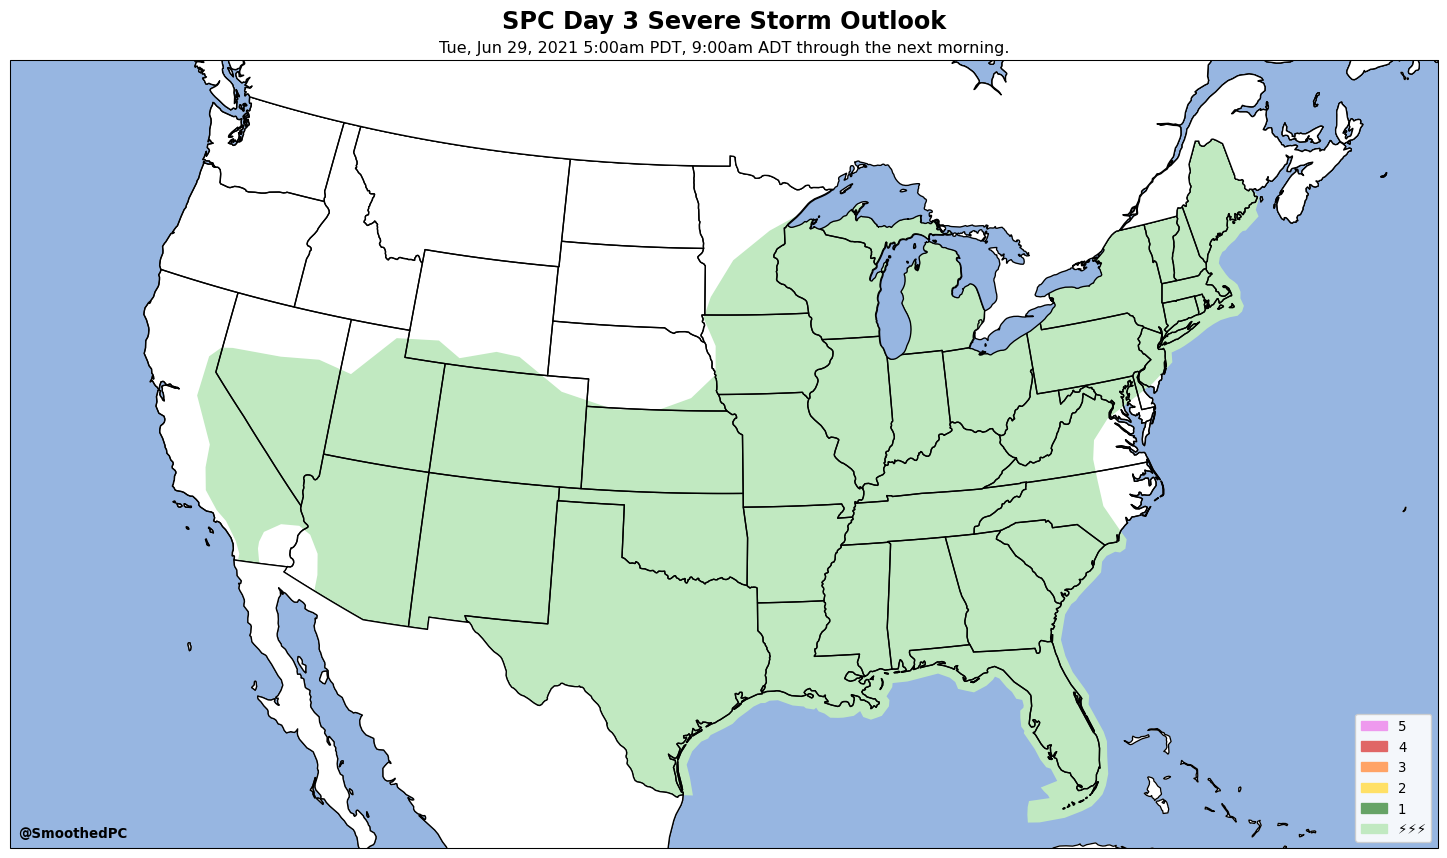 SPC Day 3 Severe Storm Outlook
Tue, Jun 29, 2021 5:00am PDT, 9:00am ADT through the next morning.
5
4
3
2
1
⚡⚡⚡
@SmoothedPC